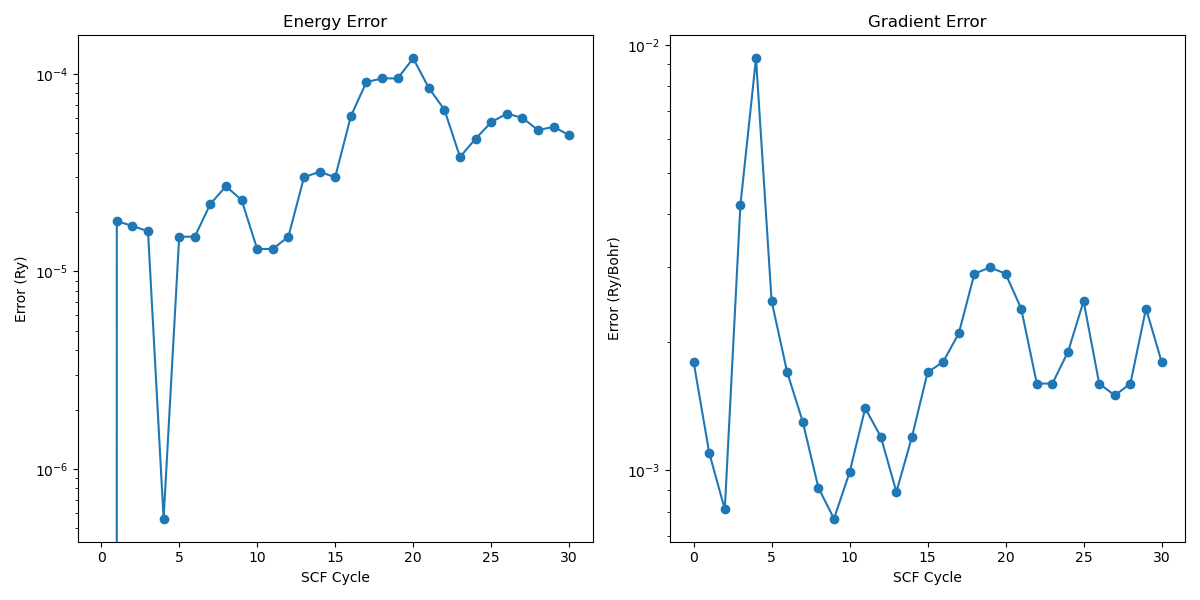 Energy Error
Error (Ry)
10⁻⁴
10⁻⁵
10⁻⁶
0 5 10 15 20 25 30
SCF Cycle
Gradient Error
Error (Ry/Bohr)
10⁻²
10⁻³
0 5 10 15 20 25 30
SCF Cycle